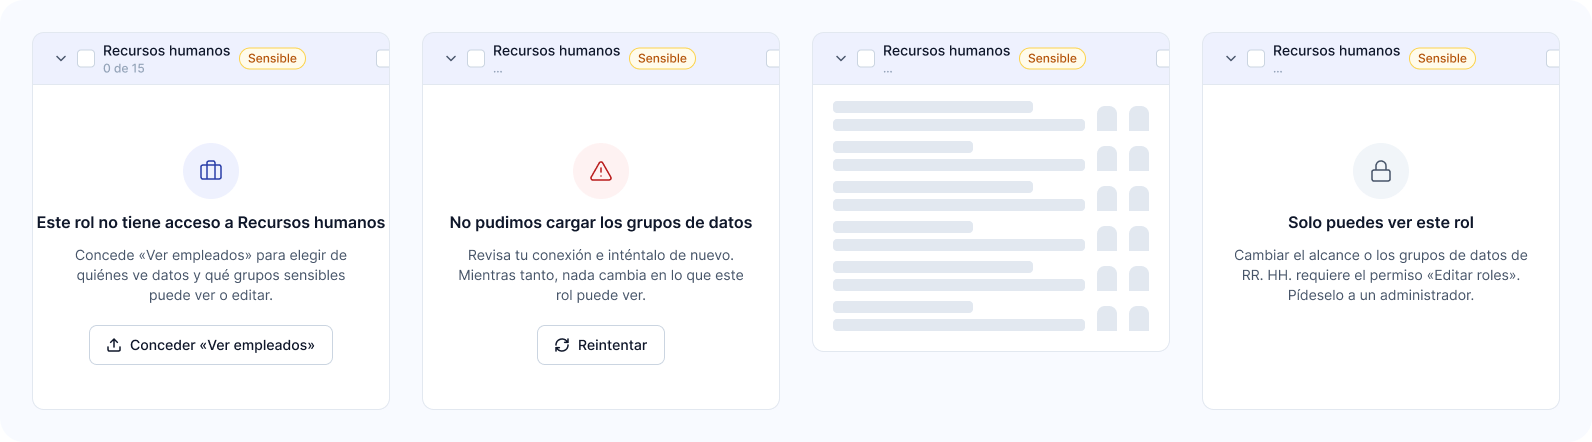 Recursos humanos
0 de 15
Sensible
Este rol no tiene acceso a Recursos humanos
Concede «Ver empleados» para elegir de
quiénes ve datos y qué grupos sensibles
puede ver o editar.
Conceder «Ver empleados»
Recursos humanos
...
Sensible
No pudimos cargar los grupos de datos
Revisa tu conexión e inténtalo de nuevo.
Mientras tanto, nada cambia en lo que este
rol puede ver.
Reintentar
Recursos humanos
...
Sensible
Recursos humanos
...
Sensible
Solo puedes ver este rol
Cambiar el alcance o los grupos de datos de
RR. HH. requiere el permiso «Editar roles».
Pídeselo a un administrador.